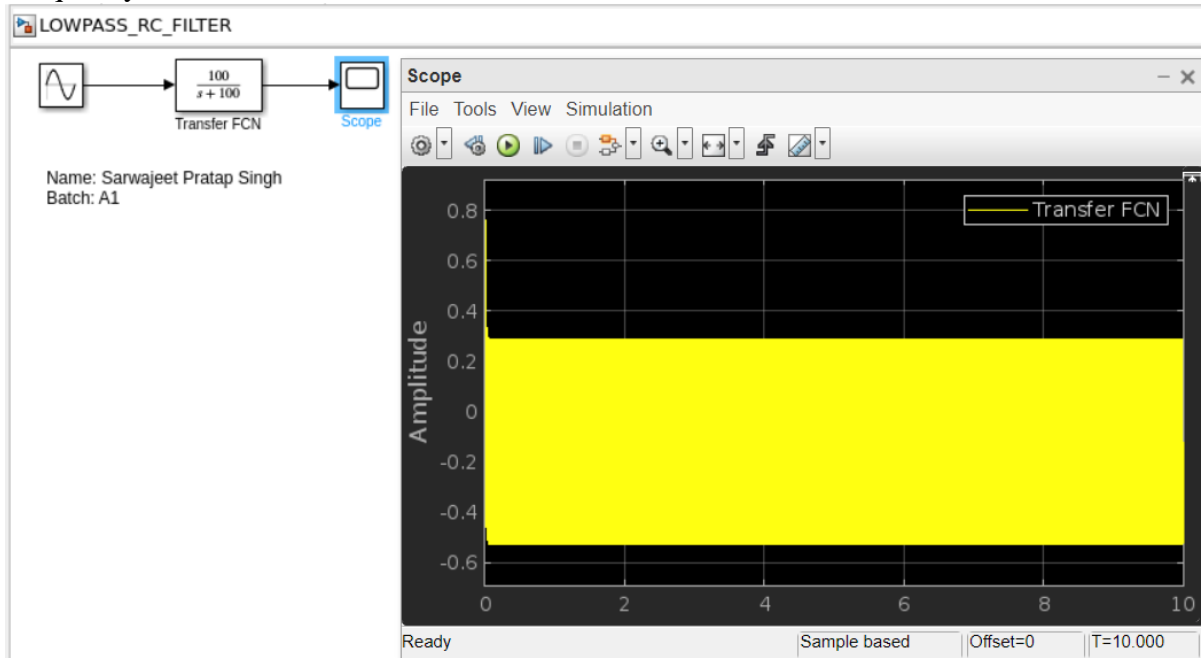 LOWPASS_RC_FILTER
100
s + 100
Transfer FCN
Scope
Name: Sarwajeet Pratap Singh
Batch: A1
Scope
File Tools View Simulation
Transfer FCN
Amplitude
0.8
0.6
0.4
0.2
0
-0.2
-0.4
-0.6
0 2 4 6 8 10
Ready Sample based Offset=0 T=10.000